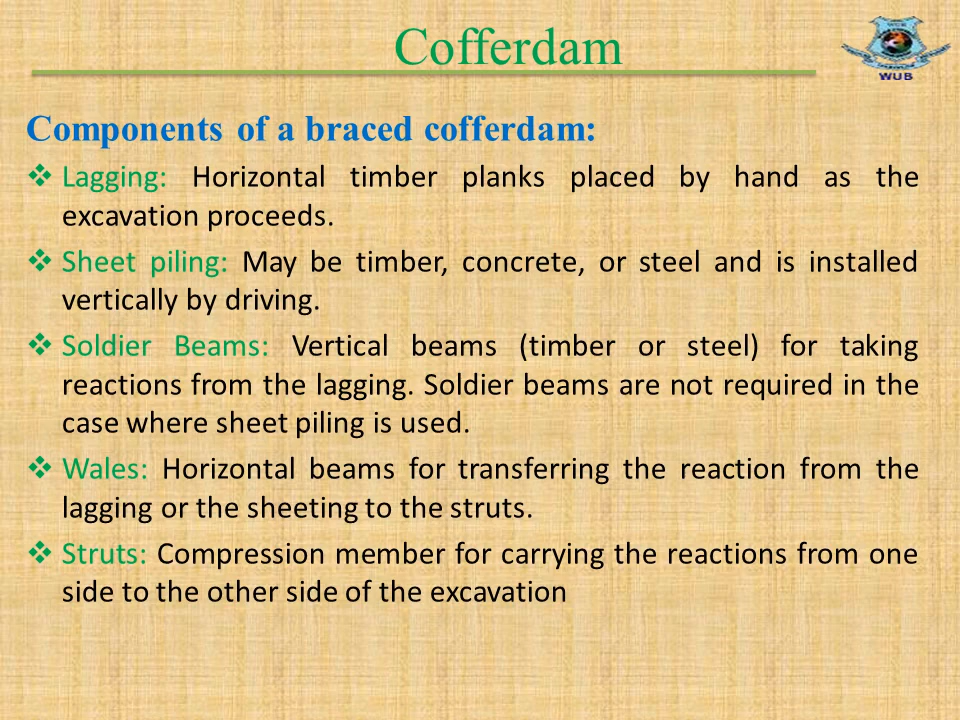 Cofferdam
WUB
Components of a braced cofferdam:
❖ Lagging: Horizontal timber planks placed by hand as the
excavation proceeds.
❖ Sheet piling: May be timber, concrete, or steel and is installed
vertically by driving.
❖ Soldier Beams: Vertical beams (timber or steel) for taking
reactions from the lagging. Soldier beams are not required in the
case where sheet piling is used.
❖ Wales: Horizontal beams for transferring the reaction from the
lagging or the sheeting to the struts.
❖ Struts: Compression member for carrying the reactions from one
side to the other side of the excavation